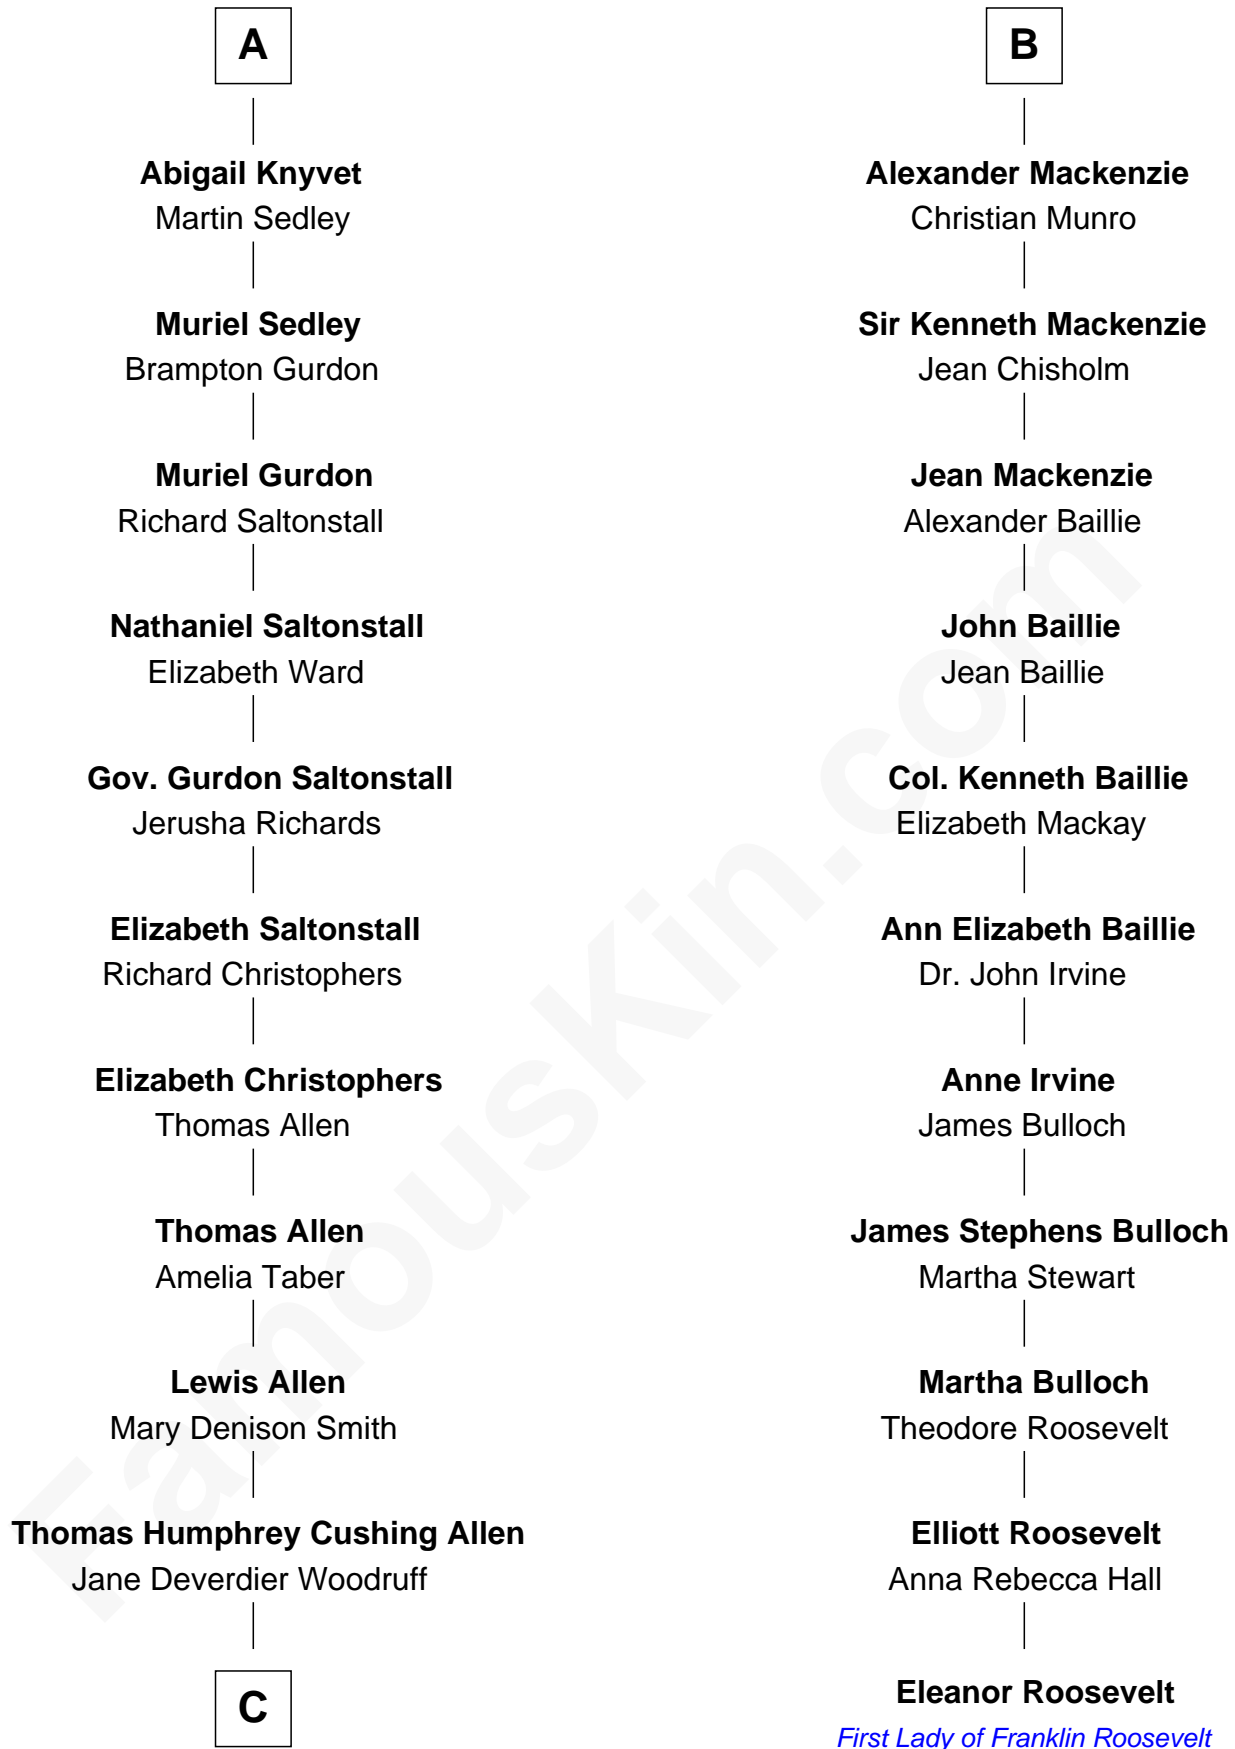 A
Abigail Knyvet
Martin Sedley
Muriel Sedley
Brampton Gurdon
Muriel Gurdon
Richard Saltonstall
Nathaniel Saltonstall
Elizabeth Ward
Gov. Gurdon Saltonstall
Jerusha Richards
Elizabeth Saltonstall
Richard Christophers
Elizabeth Christophers
Thomas Allen
Thomas Allen
Amelia Taber
Lewis Allen
Mary Denison Smith
Thomas Humphrey Cushing Allen
Jane Deverdier Woodruff
C
B
Alexander Mackenzie
Christian Munro
Sir Kenneth Mackenzie
Jean Chisholm
Jean Mackenzie
Alexander Baillie
John Baillie
Jean Baillie
Col. Kenneth Baillie
Elizabeth Mackay
Ann Elizabeth Baillie
Dr. John Irvine
Anne Irvine
James Bulloch
James Stephens Bulloch
Martha Stewart
Martha Bulloch
Theodore Roosevelt
Elliott Roosevelt
Anna Rebecca Hall
Eleanor Roosevelt
First Lady of Franklin Roosevelt
FamousKin.com